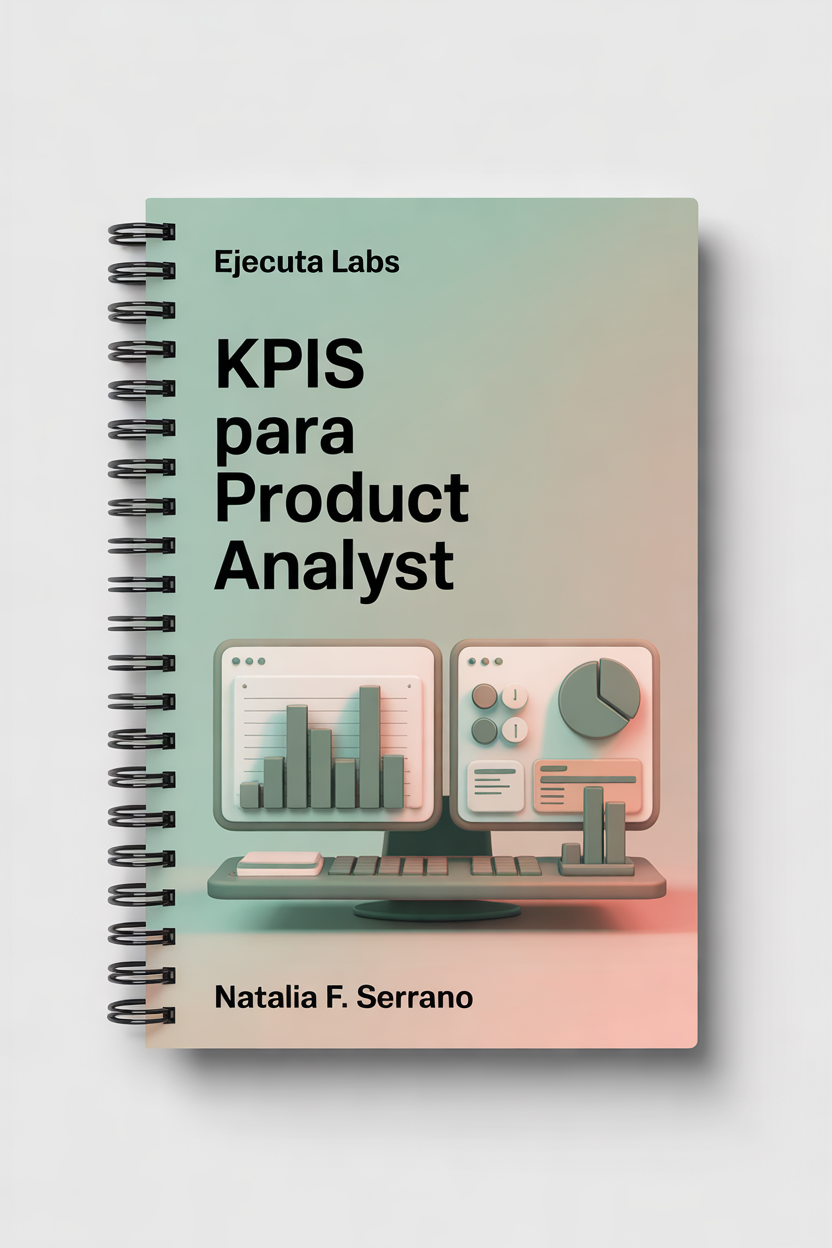 Ejecuta Labs
KPIS
para
Product
Analyst
Natalia F. Serrano